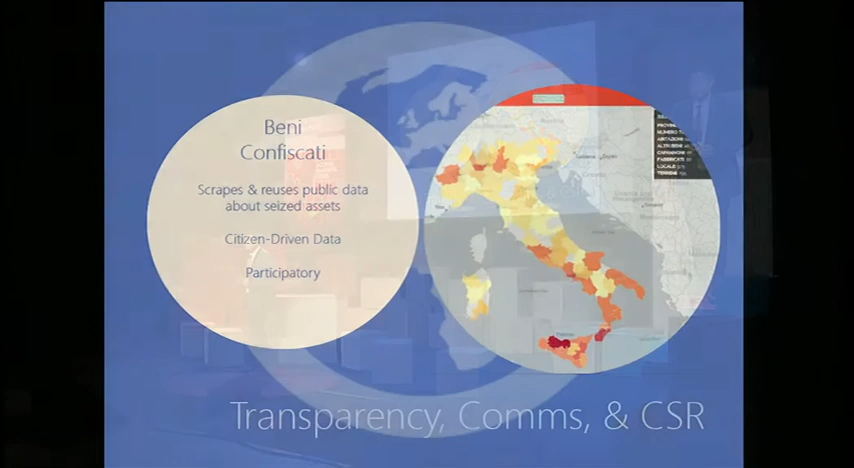 Beni
Confiscati
Scrapes & reuses public data
about seized assets
Citizen-Driven Data
Participatory
Transparency, Comms, & CSR